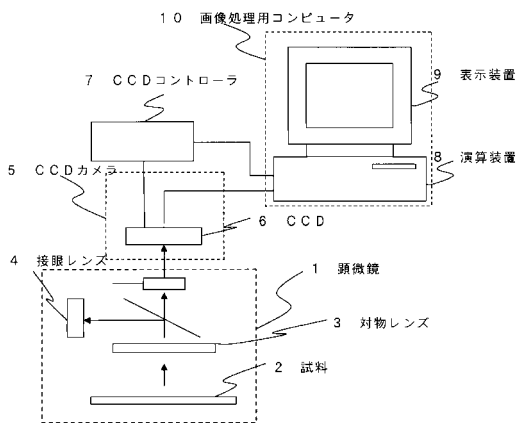 10 画像処理用コンピュータ
9 表示装置
7 CCDコントローラ
8 演算装置
5 CCDカメラ
6 CCD
4 接眼レンズ
1 顕微鏡
3 対物レンズ
2 試料